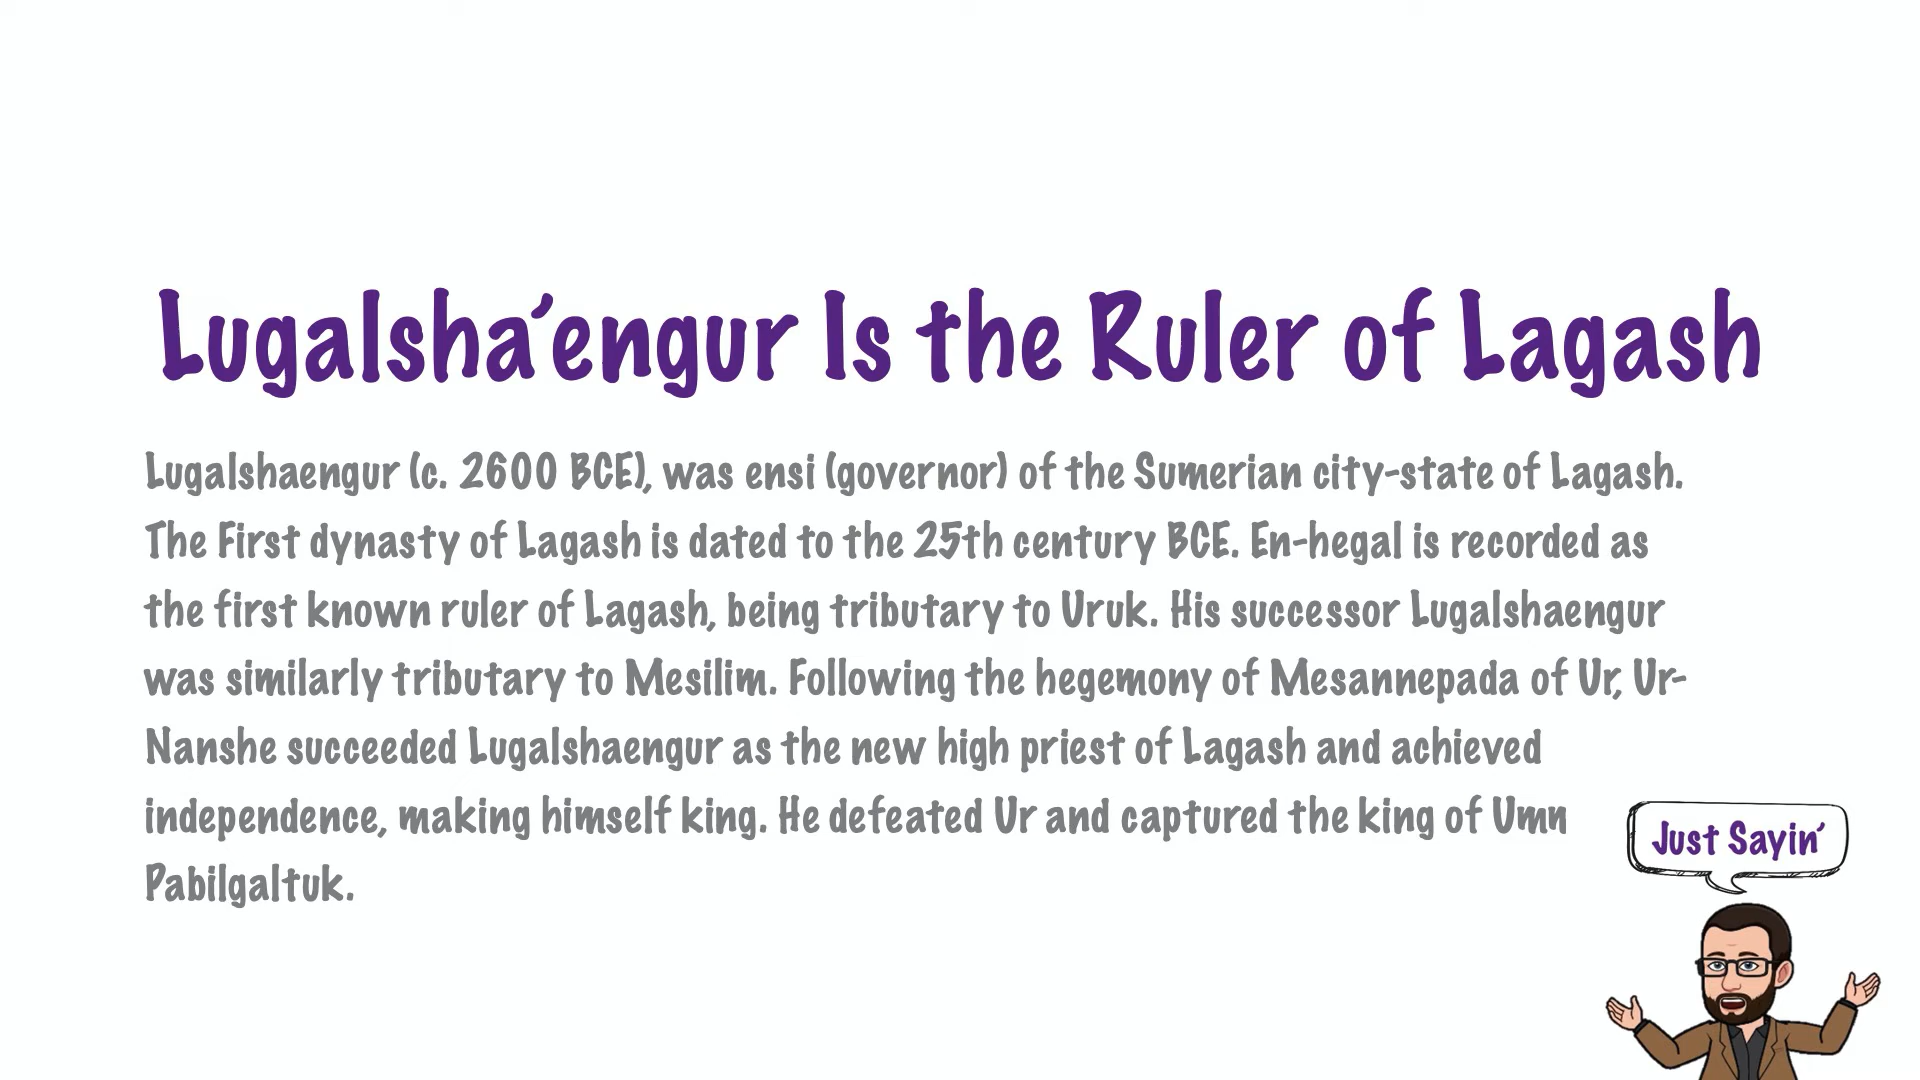 Lugalsha’engur Is the Ruler of Lagash
Lugalshaengur (c. 2600 BCE), was ensi (governor) of the Sumerian city-state of Lagash.
The First dynasty of Lagash is dated to the 25th century BCE. En-hegal is recorded as
the first known ruler of Lagash, being tributary to Uruk. His successor Lugalshaengur
was similarly tributary to Mesilim. Following the hegemony of Mesannepada of Ur, Ur-
Nanshe succeeded Lugalshaengur as the new high priest of Lagash and achieved
independence, making himself king. He defeated Ur and captured the king of Umn
Pabilgaltuk.
Just Sayin’